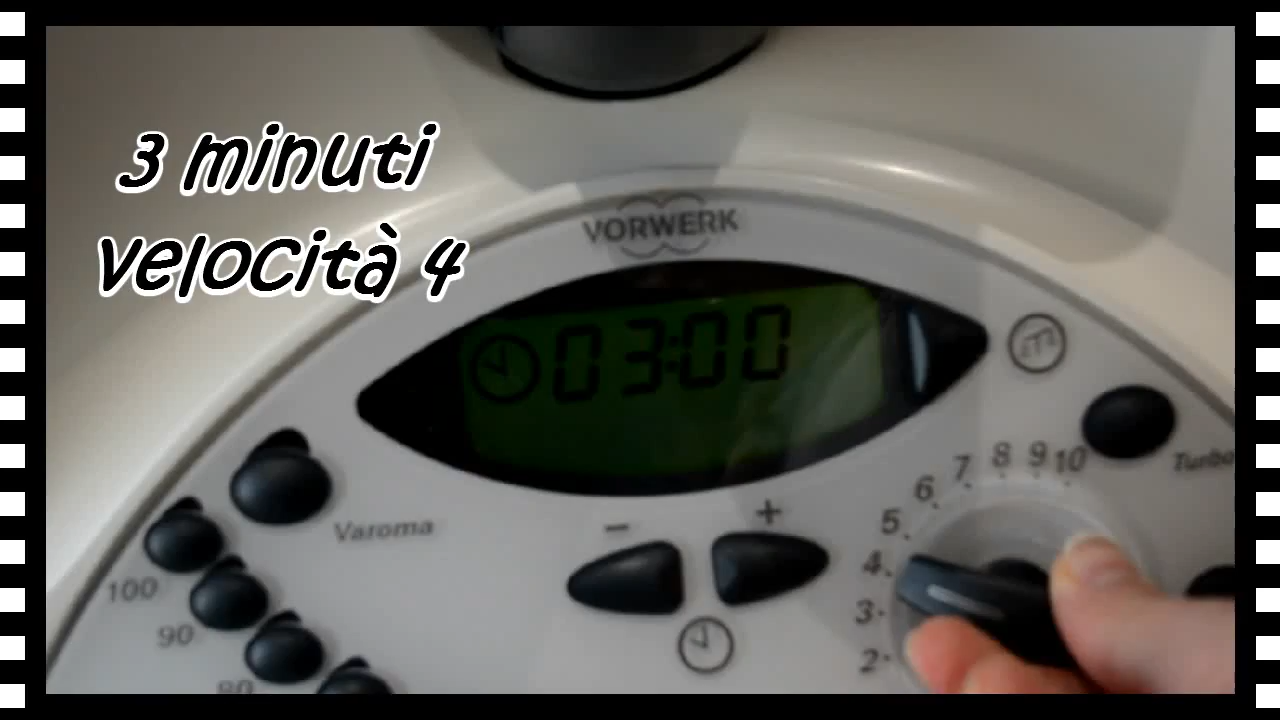 3 minuti
velocità 4
VORWERK
03:00
Turbo
Varoma
- +
100
90
80
2 3 4 5 6 7 8 9 10